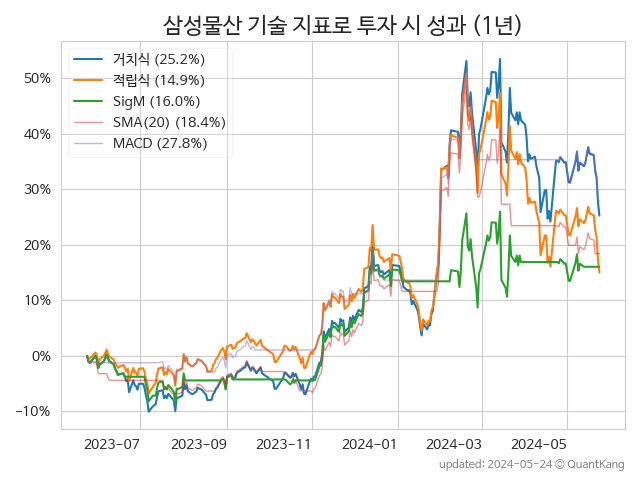 삼성물산 기술 지표로 투자 시 성과 (1년)
거치식 (25.2%)
적립식 (14.9%)
SigM (16.0%)
SMA(20) (18.4%)
MACD (27.8%)
50%
40%
30%
20%
10%
0%
−10%
2023-07
2023-09
2023-11
2024-01
2024-03
2024-05
updated: 2024-05-24 © QuantKang